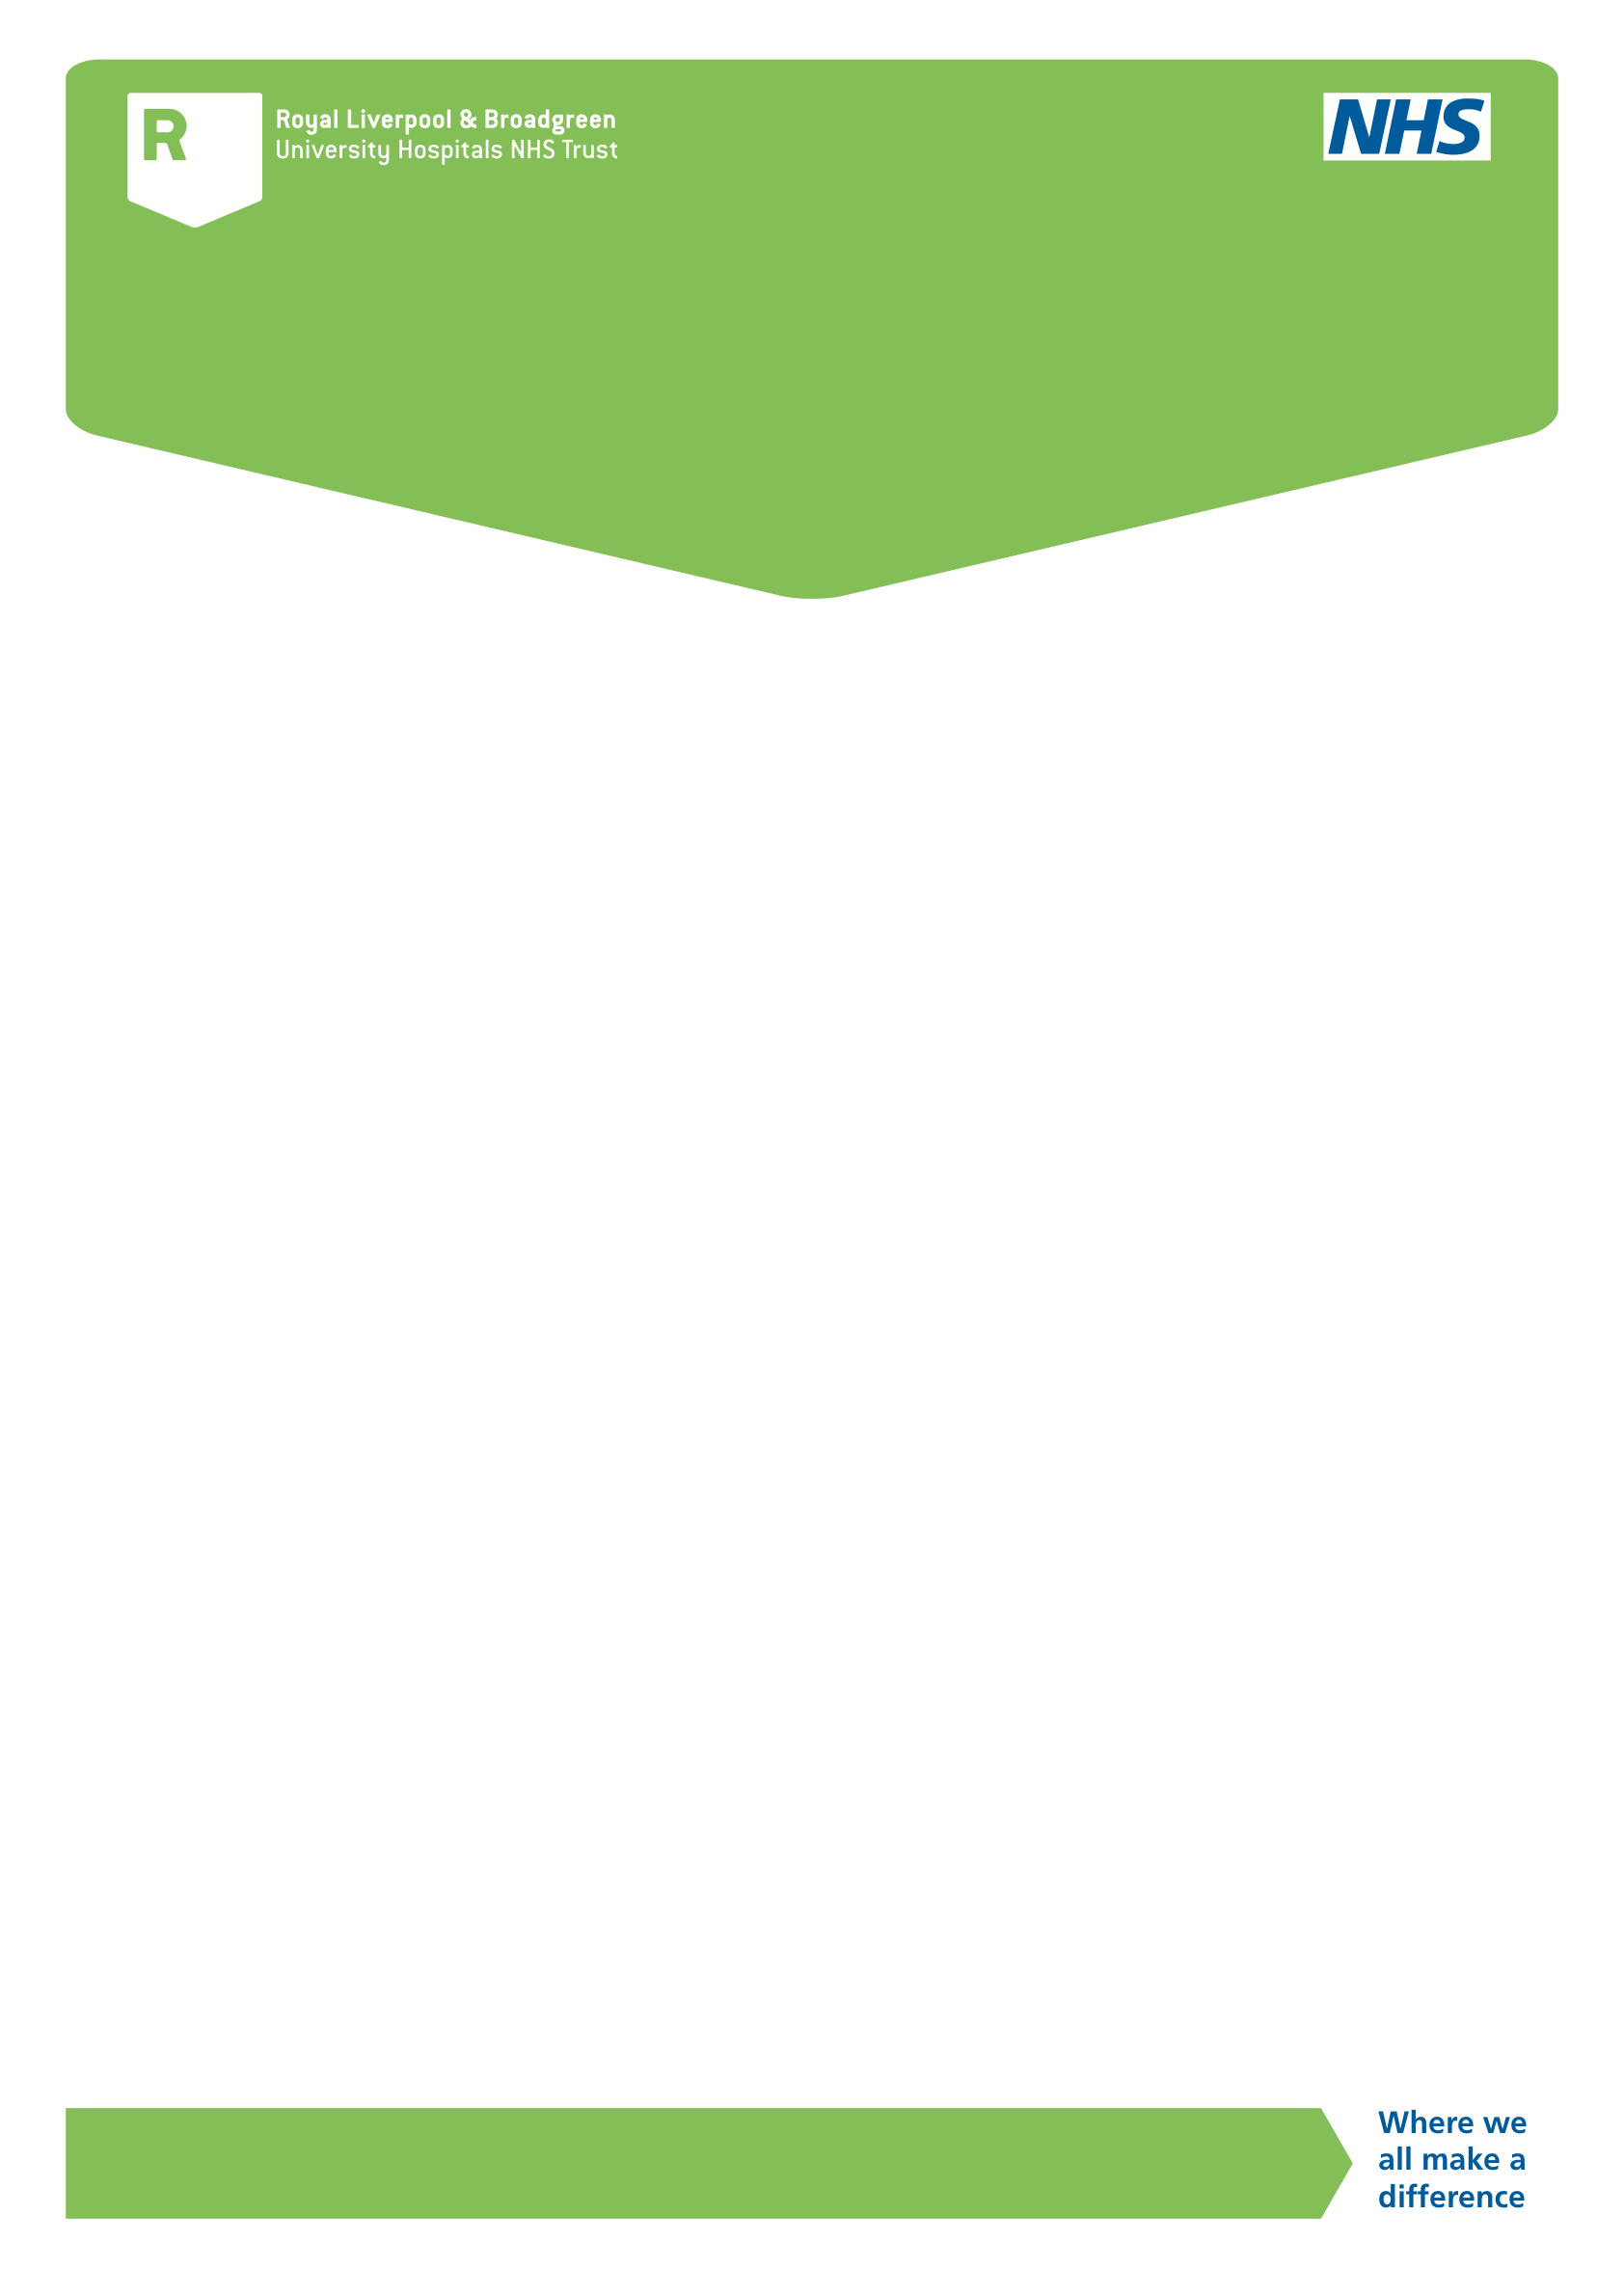 R
Royal Liverpool & Broadgreen
University Hospitals NHS Trust
NHS
Where we
all make a
difference